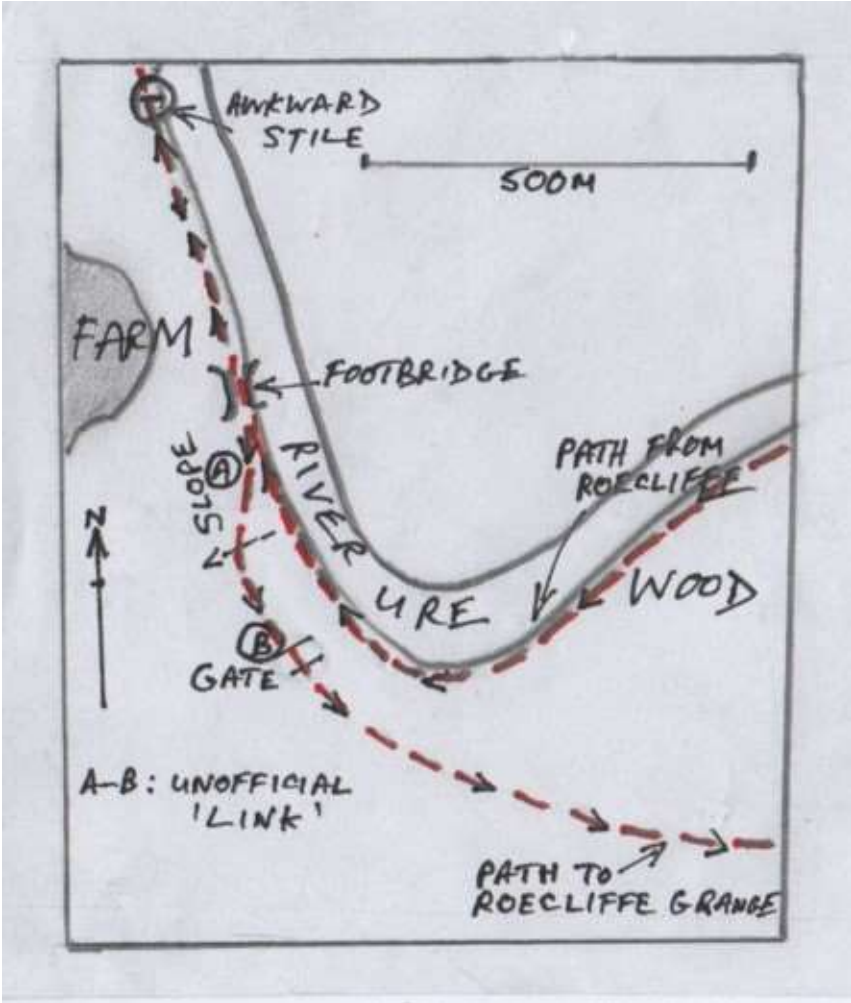 T
AWKWARD
STILE
500M
FARM
FOOTBRIDGE
SLOPE
A
RIVER
URE
PATH FROM
ROECLIFFE
N
WOOD
B
GATE
A-B: UNOFFICIAL
'LINK'
PATH TO
ROECLIFFE GRANGE